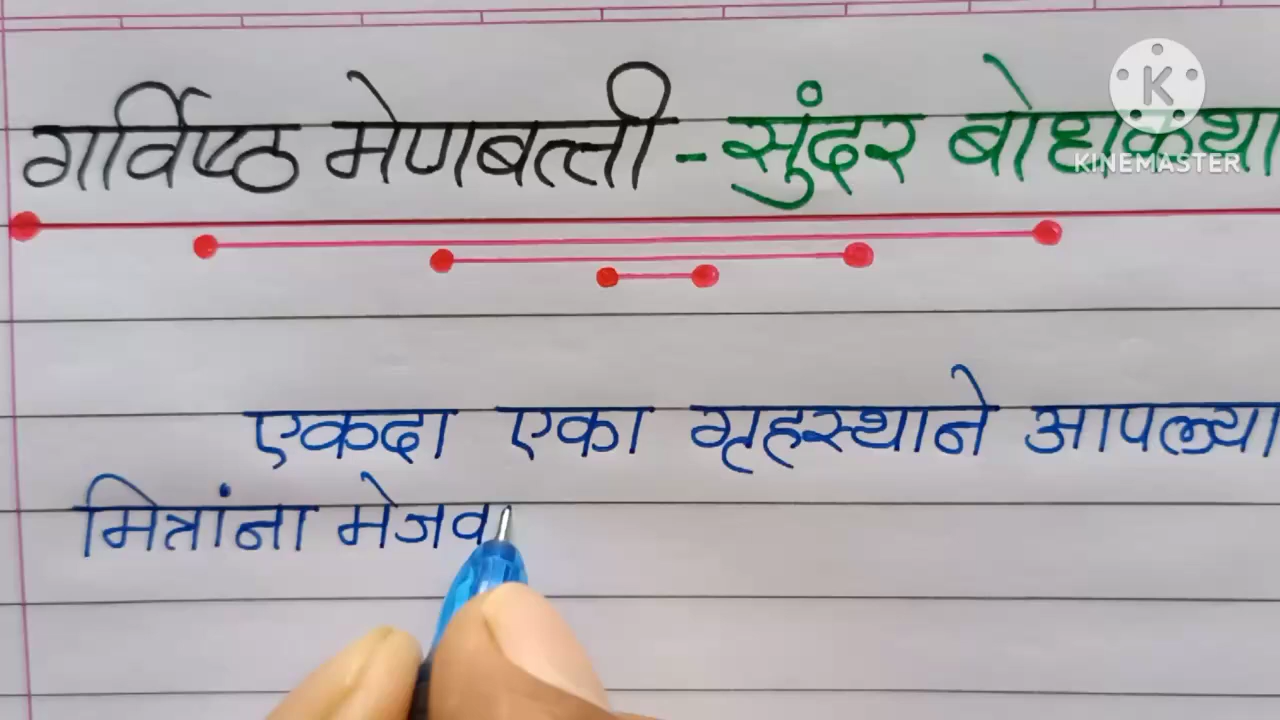 गर्विष्ठ मेणबत्ती - सुंदर बोधकथा
एकदा एका गृहस्थाने आपल्या
मित्रांना मेजव
K
KINEMASTER